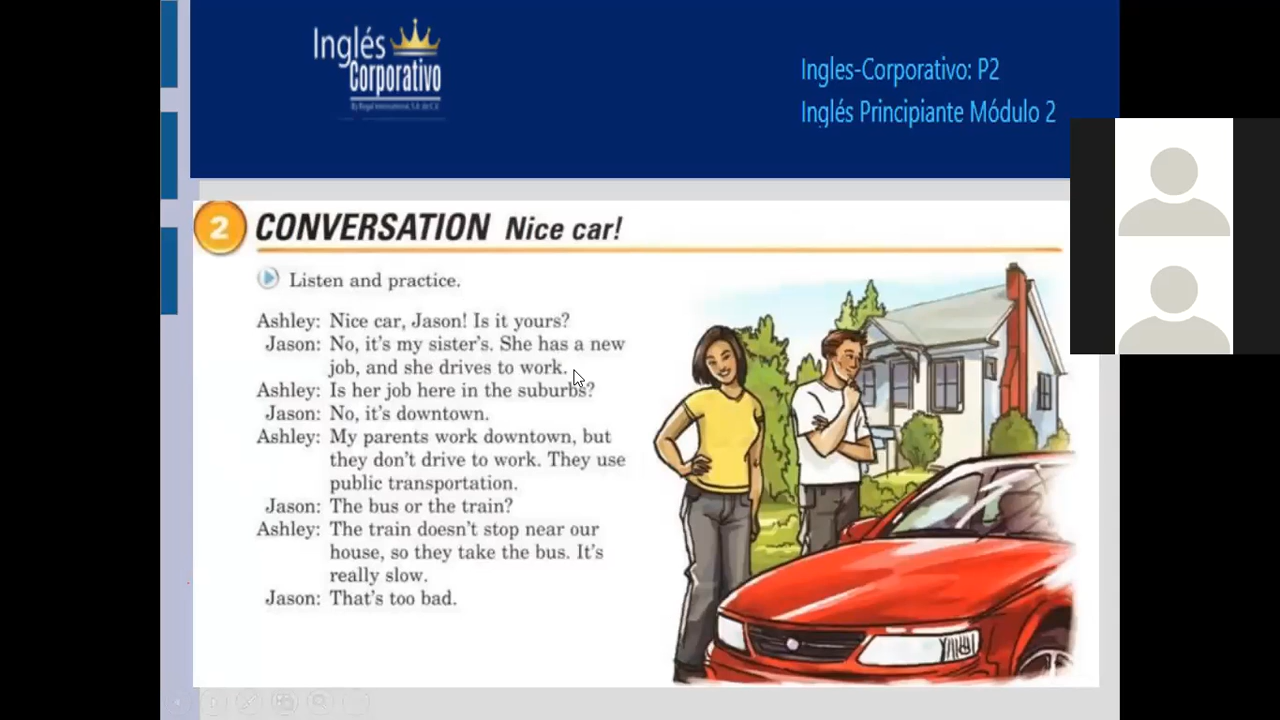 Inglés
Corporativo
Ingles-Corporativo: P2
Inglés Principiante Módulo 2
2 CONVERSATION Nice car!
Listen and practice.
Ashley: Nice car, Jason! Is it yours?
Jason: No, it's my sister's. She has a new
job, and she drives to work.
Ashley: Is her job here in the suburbs?
Jason: No, it's downtown.
Ashley: My parents work downtown, but
they don't drive to work. They use
public transportation.
Jason: The bus or the train?
Ashley: The train doesn't stop near our
house, so they take the bus. It's
really slow.
Jason: That's too bad.